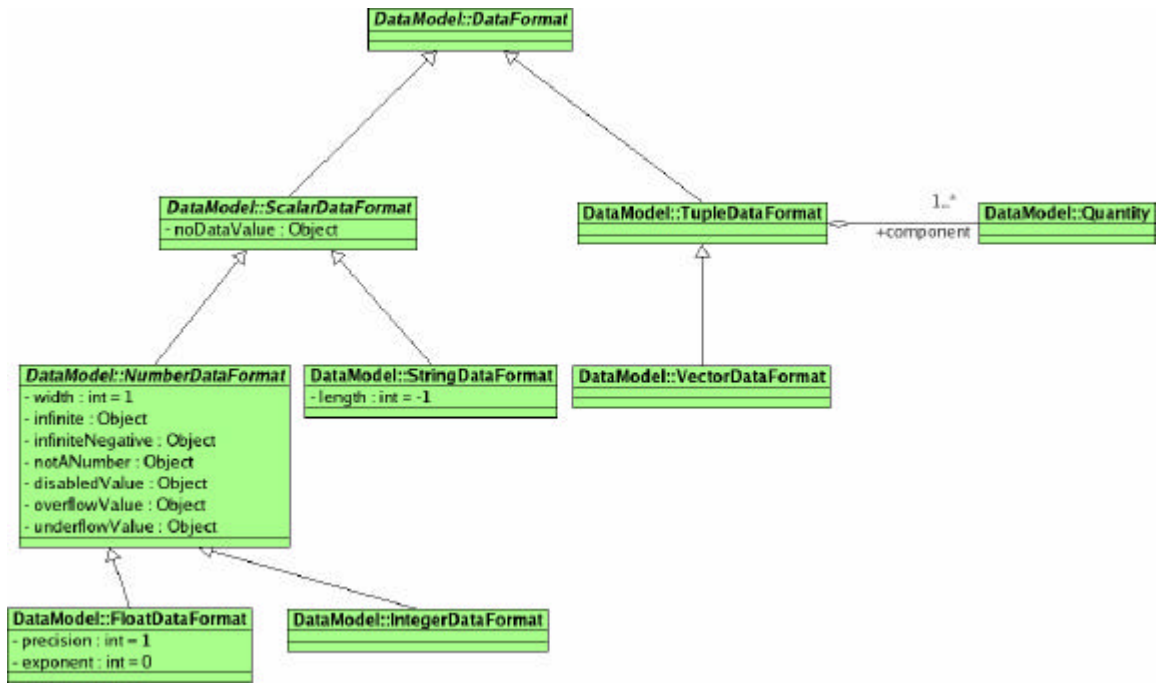 DataModel::DataFormat
DataModel::ScalarDataFormat
- noDataValue : Object
DataModel::TupleDataFormat
1..*
+component
DataModel::Quantity
DataModel::NumberDataFormat
- width : int = 1
- infinite : Object
- infiniteNegative : Object
- notANumber : Object
- disabledValue : Object
- overflowValue : Object
- underflowValue : Object
DataModel::StringDataFormat
- length : int = -1
DataModel::VectorDataFormat
DataModel::FloatDataFormat
- precision : int = 1
- exponent : int = 0
DataModel::IntegerDataFormat